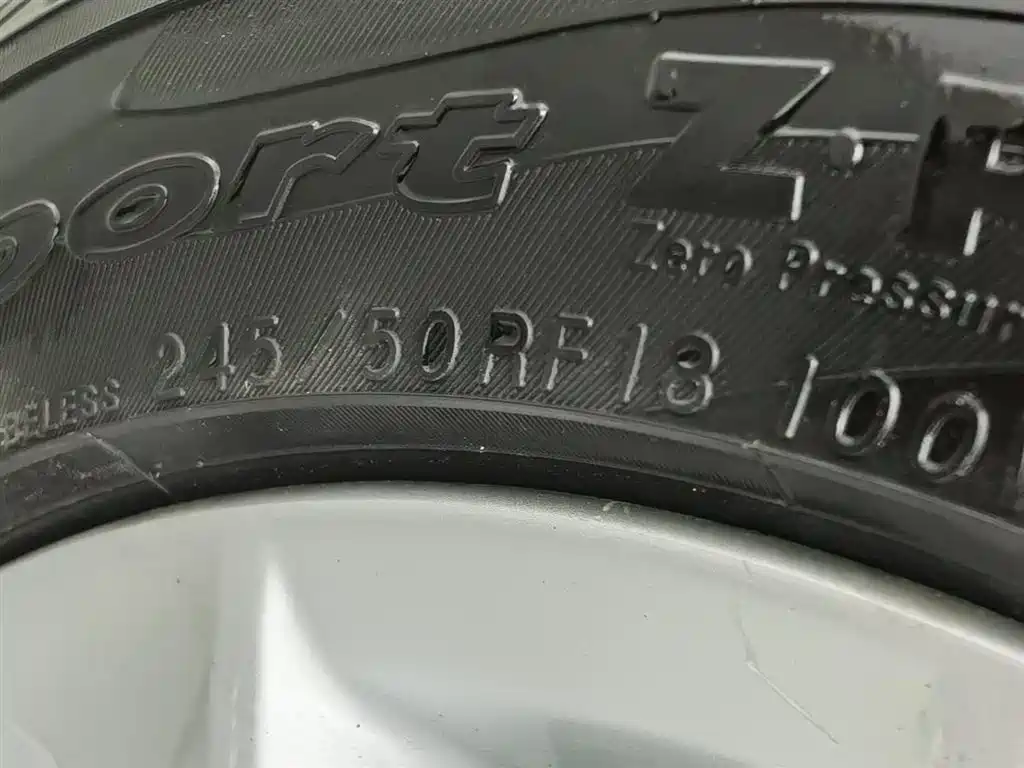 port Z·P
Zero Pressur
BELESS 245/50RF18 100